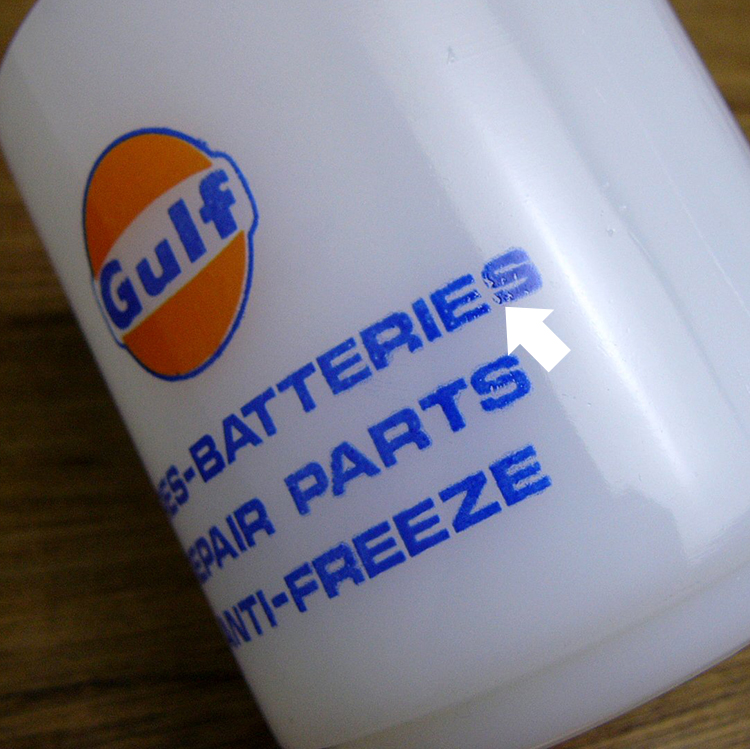 Gulf
ES-BATTERIES
EPAIR PARTS
ANTI-FREEZE